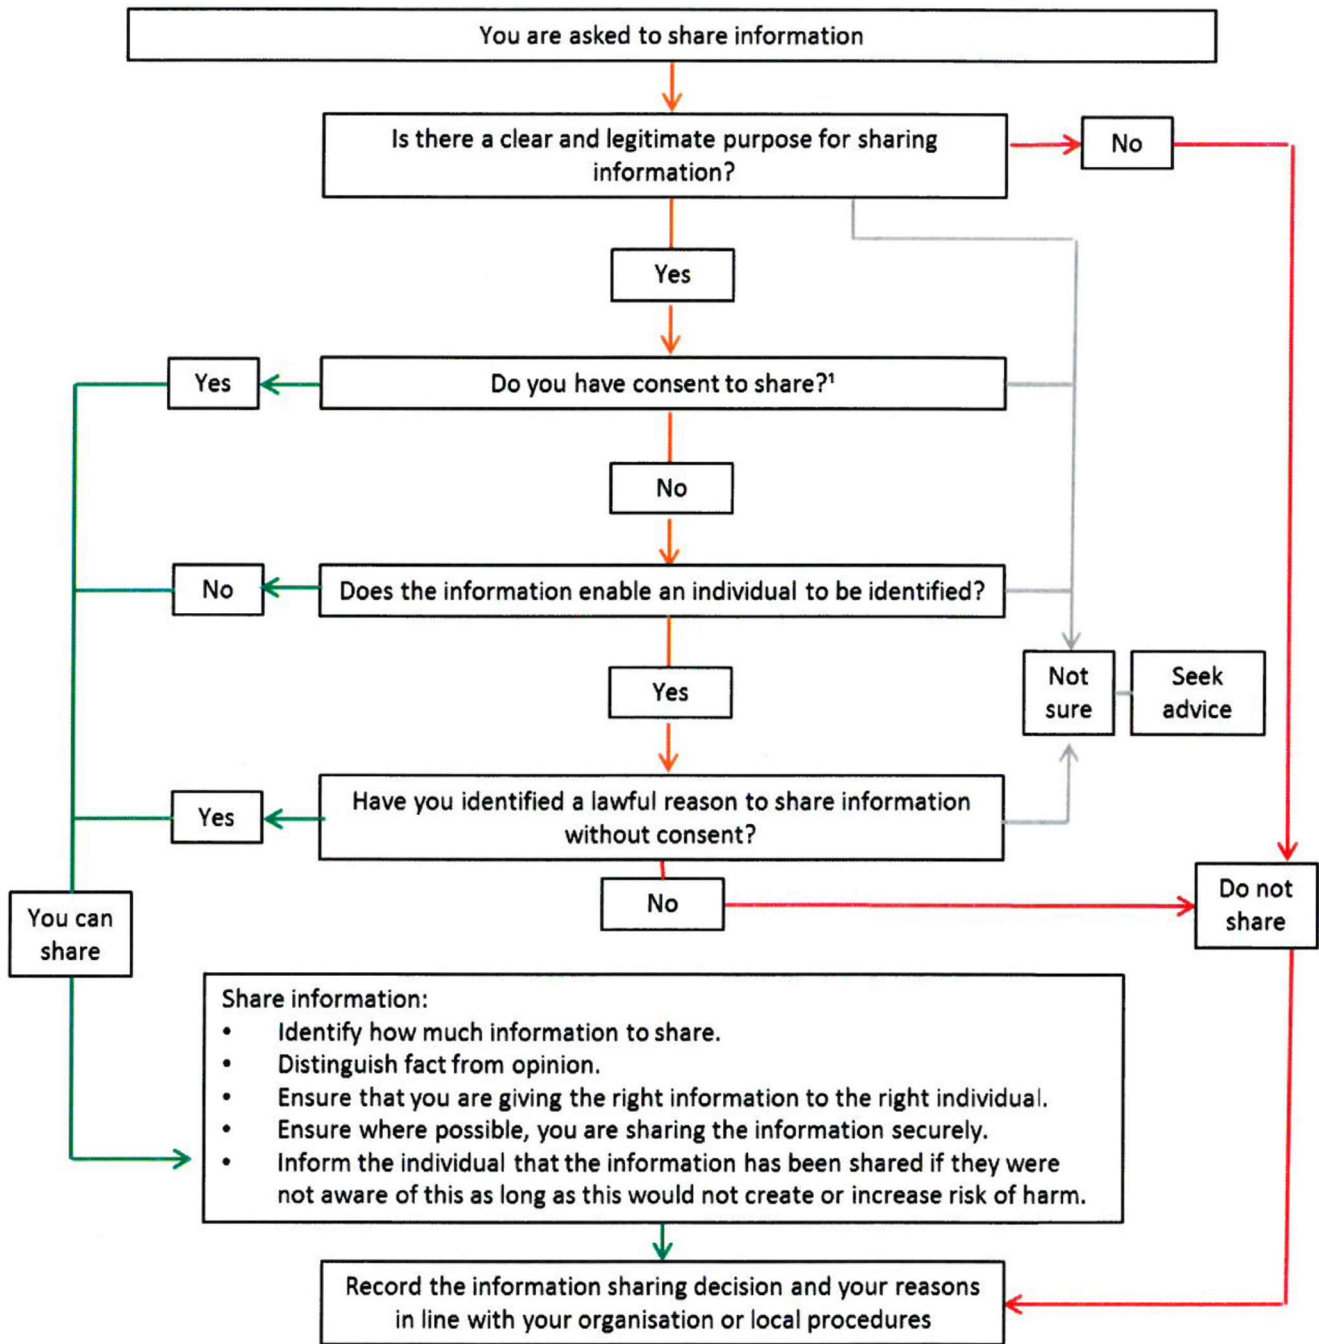 You are asked to share information
Is there a clear and legitimate purpose for sharing
information?
No
Yes
Yes
Do you have consent to share?¹
No
No
Does the information enable an individual to be identified?
Yes
Not
sure
Seek
advice
Yes
Have you identified a lawful reason to share information
without consent?
No
Do not
share
You can
share
Share information:
• Identify how much information to share.
• Distinguish fact from opinion.
• Ensure that you are giving the right information to the right individual.
• Ensure where possible, you are sharing the information securely.
• Inform the individual that the information has been shared if they were
not aware of this as long as this would not create or increase risk of harm.
Record the information sharing decision and your reasons
in line with your organisation or local procedures